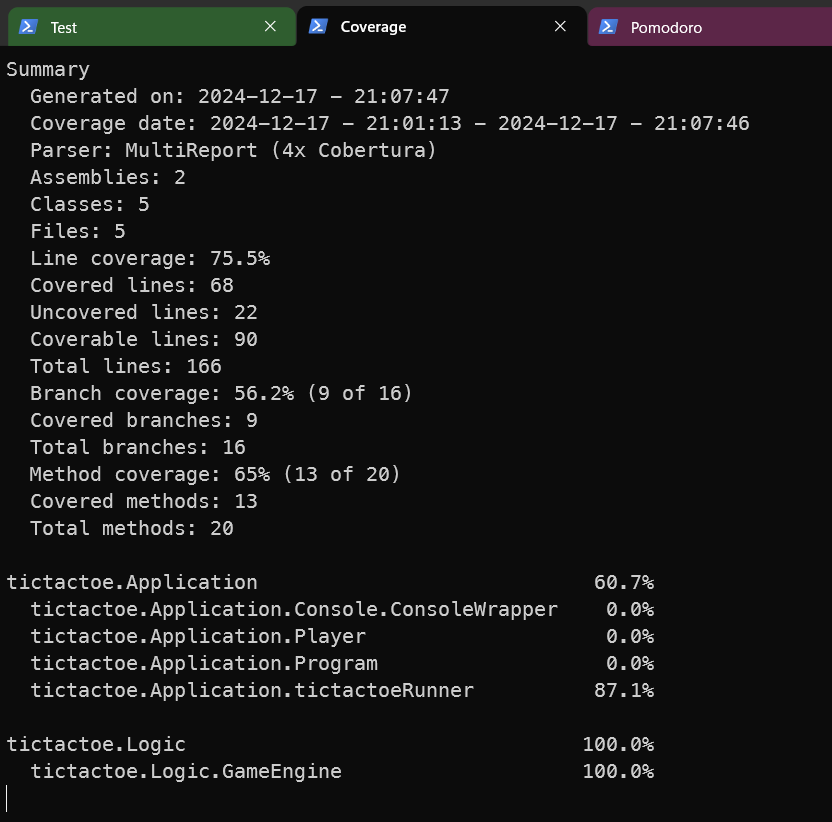 Test
Coverage
Pomodoro
Summary
Generated on: 2024-12-17 - 21:07:47
Coverage date: 2024-12-17 - 21:01:13 - 2024-12-17 - 21:07:46
Parser: MultiReport (4x Cobertura)
Assemblies: 2
Classes: 5
Files: 5
Line coverage: 75.5%
Covered lines: 68
Uncovered lines: 22
Coverable lines: 90
Total lines: 166
Branch coverage: 56.2% (9 of 16)
Covered branches: 9
Total branches: 16
Method coverage: 65% (13 of 20)
Covered methods: 13
Total methods: 20
tictactoe.Application 60.7%
tictactoe.Application.Console.ConsoleWrapper 0.0%
tictactoe.Application.Player 0.0%
tictactoe.Application.Program 0.0%
tictactoe.Application.tictactoeRunner 87.1%
tictactoe.Logic 100.0%
tictactoe.Logic.GameEngine 100.0%